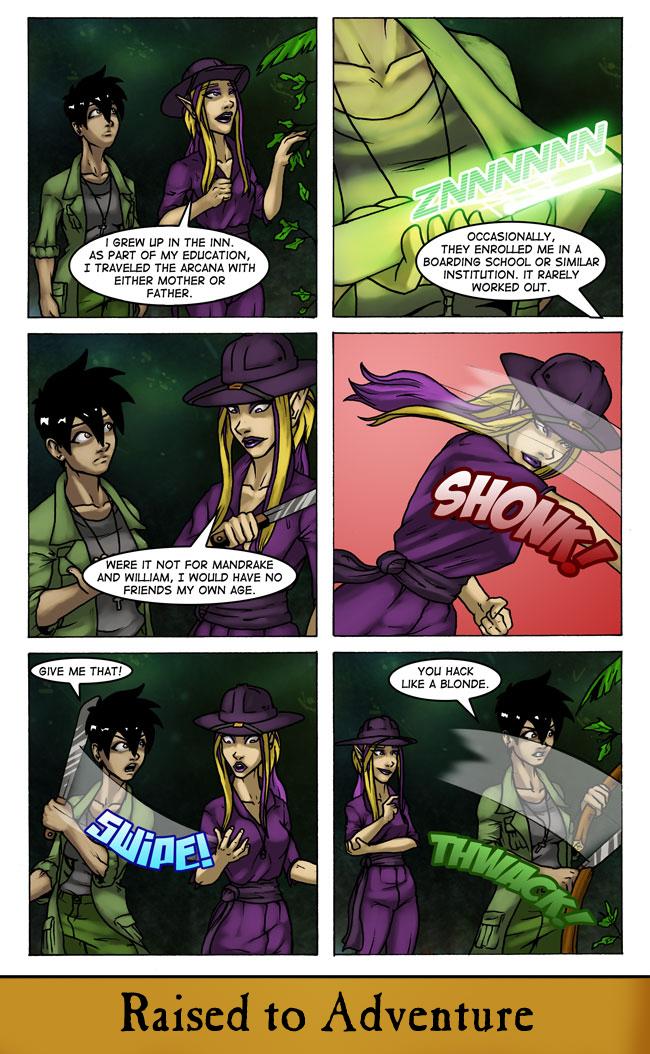 I GREW UP IN THE INN.
AS PART OF MY EDUCATION,
I TRAVELED THE ARCANA WITH
EITHER MOTHER OR
FATHER.
ZNNNNNN
OCCASIONALLY,
THEY ENROLLED ME IN A
BOARDING SCHOOL OR SIMILAR
INSTITUTION. IT RARELY
WORKED OUT.
WERE IT NOT FOR MANDRAKE
AND WILLIAM, I WOULD HAVE NO
FRIENDS MY OWN AGE.
SHONK!
GIVE ME THAT!
SWIPE!
YOU HACK
LIKE A BLONDE.
THWACK!
Raised to Adventure